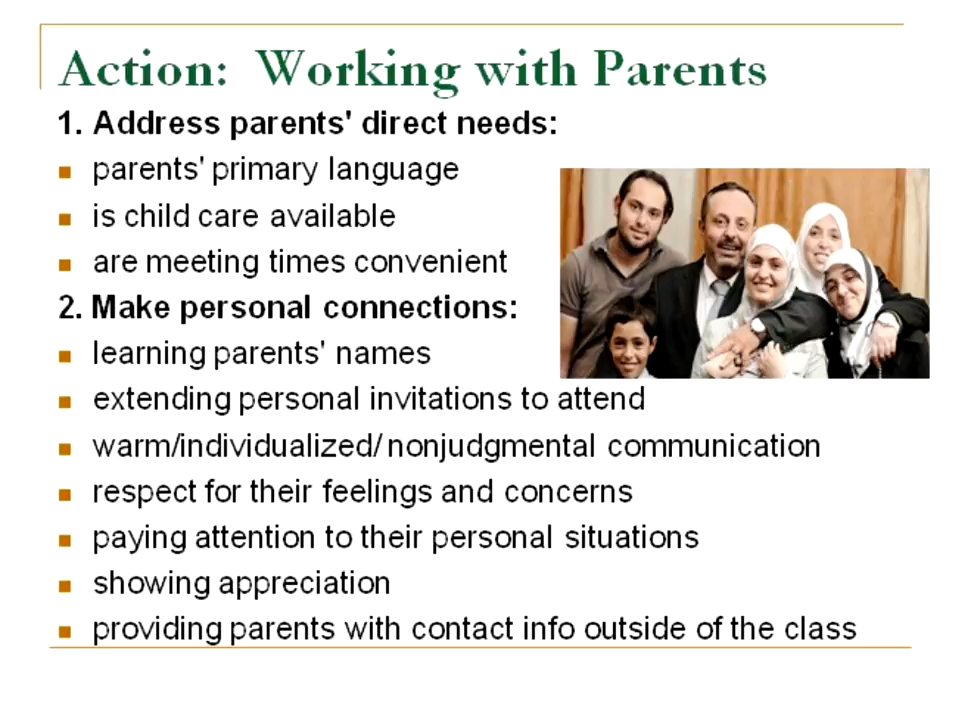 Action: Working with Parents
1. Address parents' direct needs:
parents' primary language
is child care available
are meeting times convenient
2. Make personal connections:
learning parents' names
extending personal invitations to attend
warm/individualized/ nonjudgmental communication
respect for their feelings and concerns
paying attention to their personal situations
showing appreciation
providing parents with contact info outside of the class